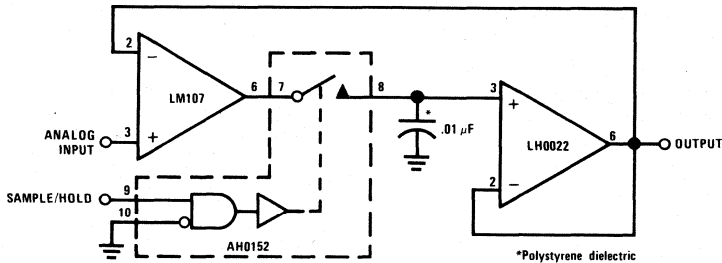 2
−
LM107
6
7
8
3
+
ANALOG
INPUT
*
.01 μF
3
+
LH0022
6
OUTPUT
2
−
SAMPLE/HOLD
9
10
AH0152
*Polystyrene dielectric